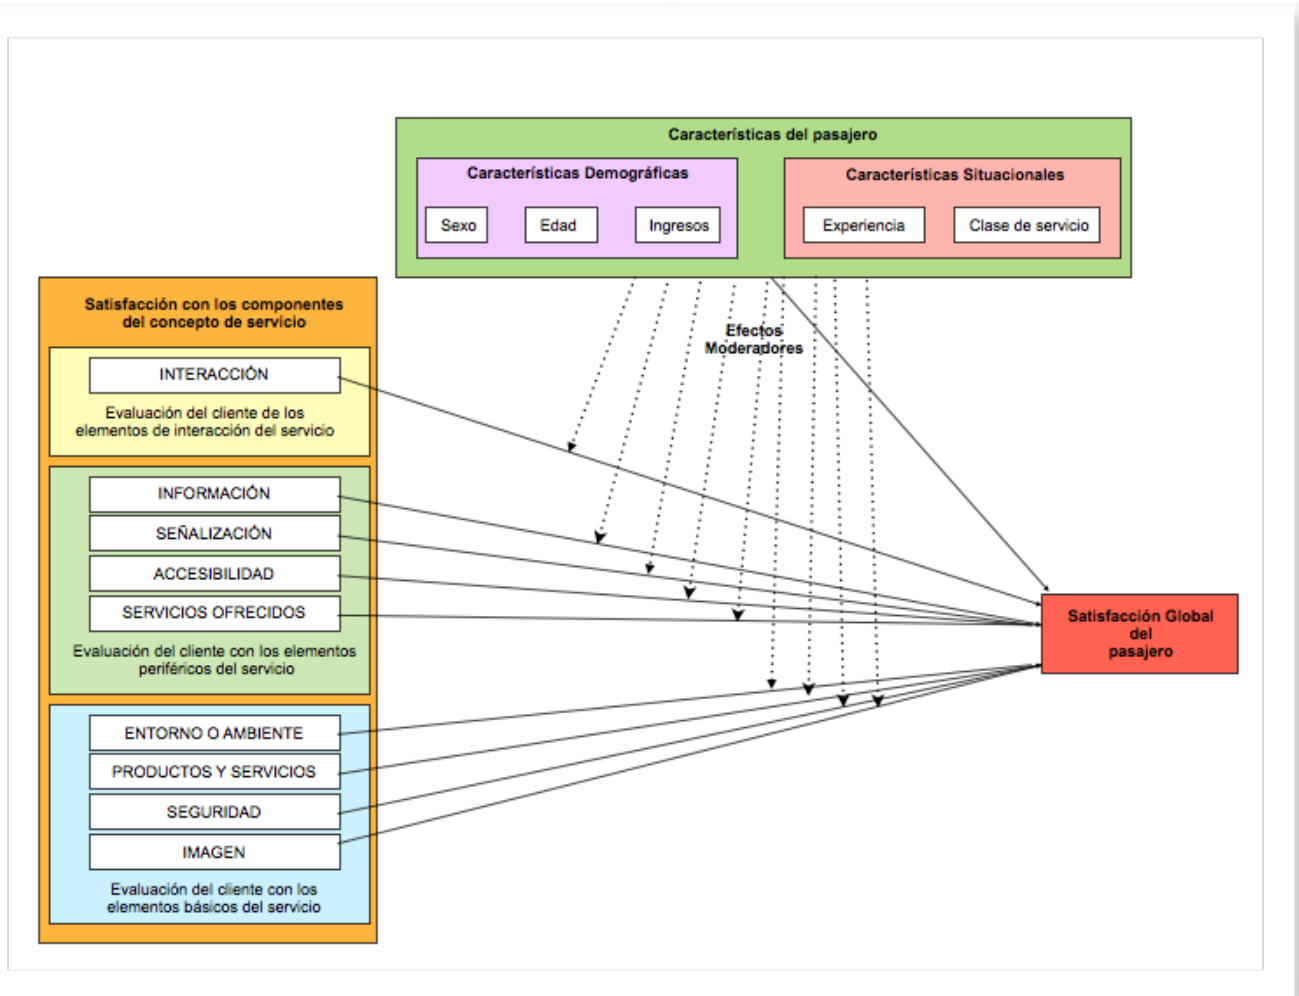 Características del pasajero
Características Demográficas
Sexo
Edad
Ingresos
Características Situacionales
Experiencia
Clase de servicio
Efectos
Moderadores
Satisfacción con los componentes
del concepto de servicio
INTERACCIÓN
Evaluación del cliente de los
elementos de interacción del servicio
INFORMACIÓN
SEÑALIZACIÓN
ACCESIBILIDAD
SERVICIOS OFRECIDOS
Evaluación del cliente con los elementos
periféricos del servicio
ENTORNO O AMBIENTE
PRODUCTOS Y SERVICIOS
SEGURIDAD
IMAGEN
Evaluación del cliente con los
elementos básicos del servicio
Satisfacción Global
del
pasajero